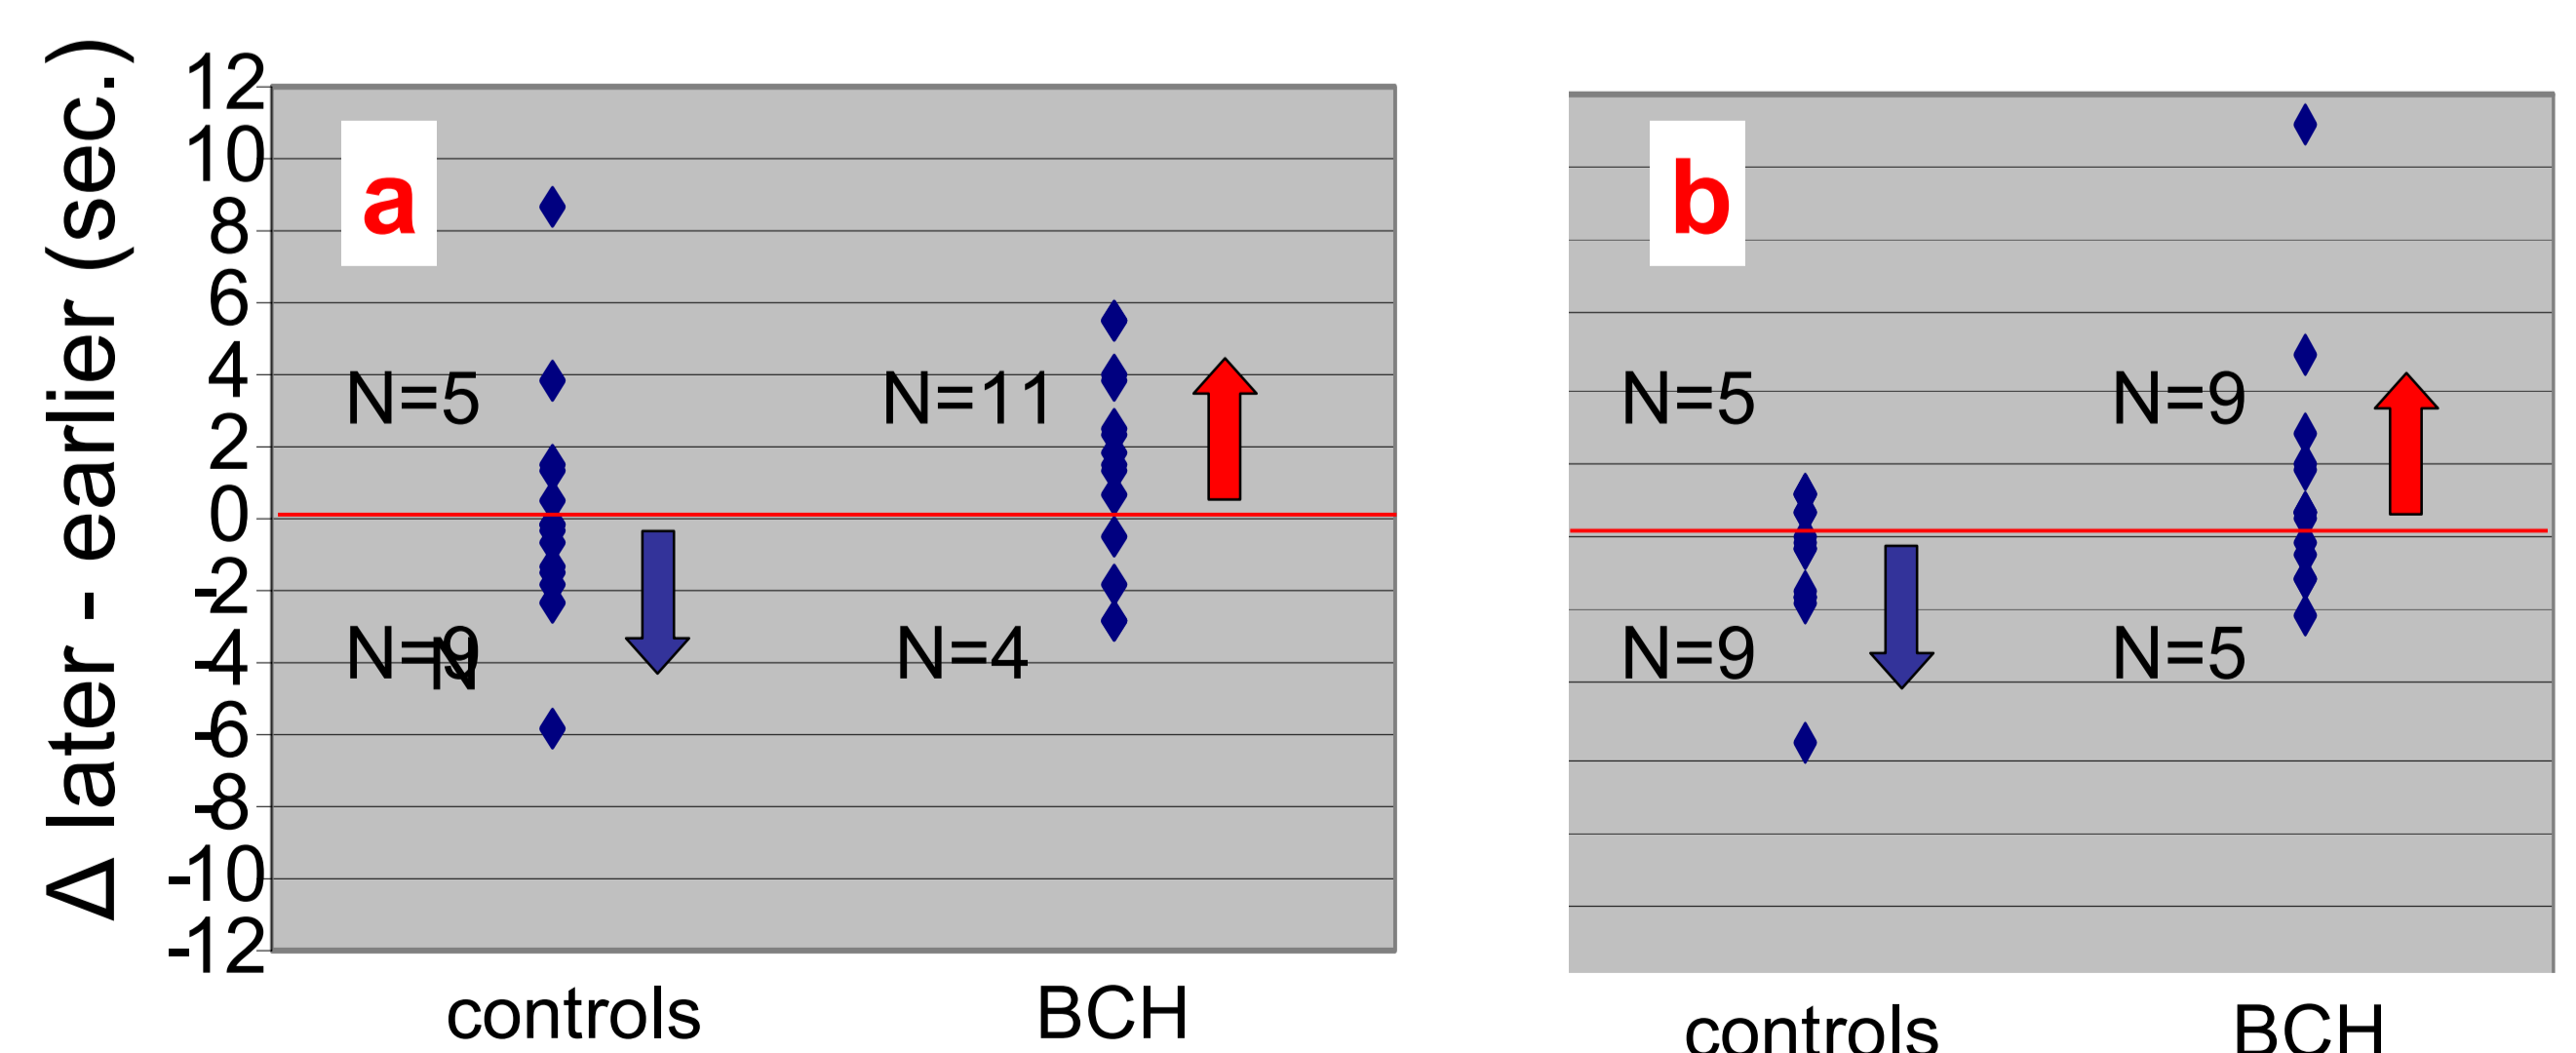 Δ later - earlier (sec.)
12
10
8
6
4
2
0
-2
-4
-6
-8
-10
-12
a
N=5
N=11
N=9
N
N=4
controls
BCH
b
N=5
N=9
N=9
N=5
controls
BCH